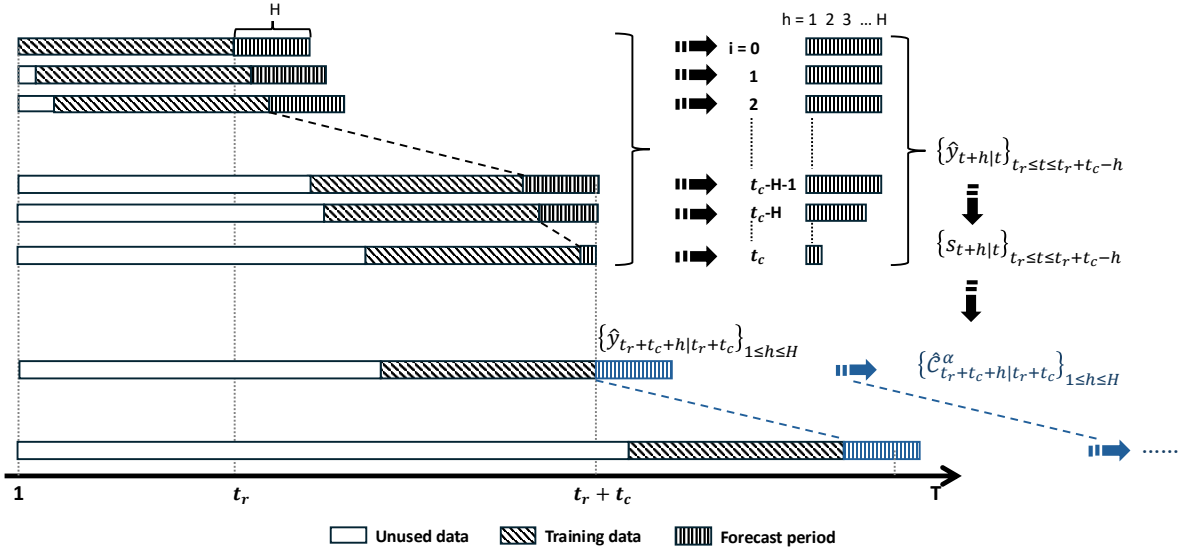 H
h = 1 2 3 ... H
i = 0
1
2
t_c-H-1
t_c-H
t_c
{ŷ_{t+h|t}}_{t_r≤t≤t_r+t_c−h}
{s_{t+h|t}}_{t_r≤t≤t_r+t_c−h}
{ŷ_{t_r+t_c+h|t_r+t_c}}_{1≤h≤H}
{Ĉ^α_{t_r+t_c+h|t_r+t_c}}_{1≤h≤H}
......
1 t_r t_r + t_c T
Unused data Training data Forecast period